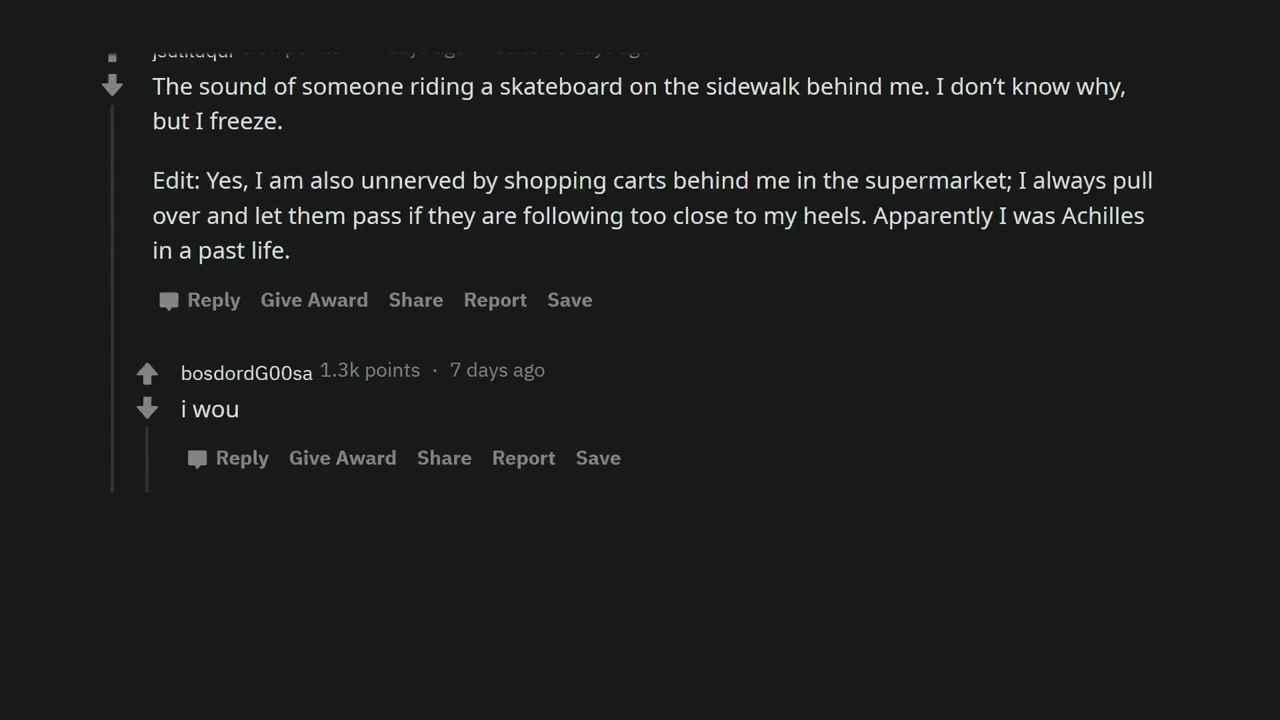 The sound of someone riding a skateboard on the sidewalk behind me. I don’t know why,
but I freeze.
Edit: Yes, I am also unnerved by shopping carts behind me in the supermarket; I always pull
over and let them pass if they are following too close to my heels. Apparently I was Achilles
in a past life.
Reply Give Award Share Report Save
bosdordG00sa 1.3k points · 7 days ago
i wou
Reply Give Award Share Report Save